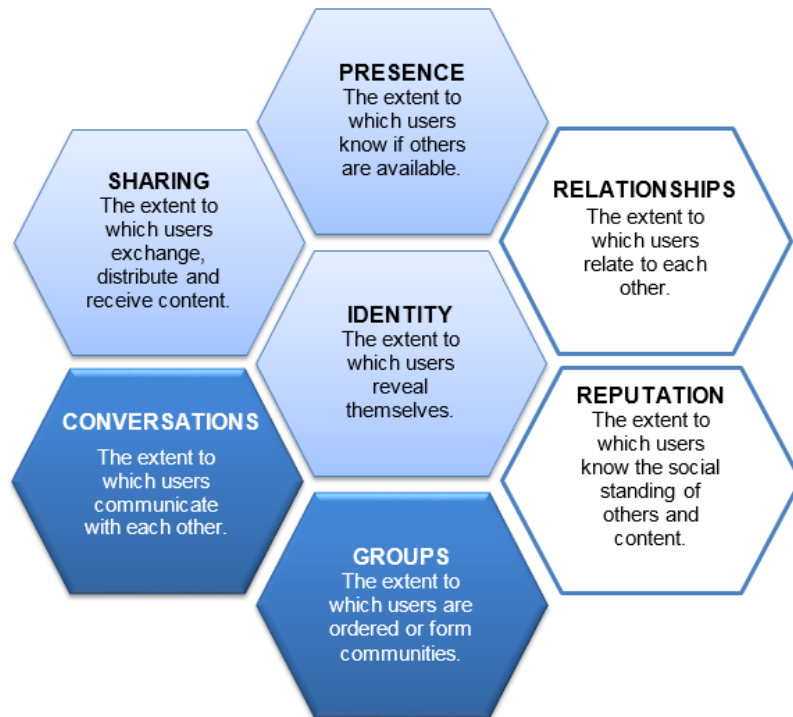 PRESENCE
The extent to
which users
know if others
are available.
SHARING
The extent to
which users
exchange,
distribute and
receive content.
RELATIONSHIPS
The extent to
which users
relate to each
other.
IDENTITY
The extent to
which users
reveal
themselves.
CONVERSATIONS
The extent to
which users
communicate
with each other.
REPUTATION
The extent to
which users
know the social
standing of
others and
content.
GROUPS
The extent to
which users are
ordered or form
communities.